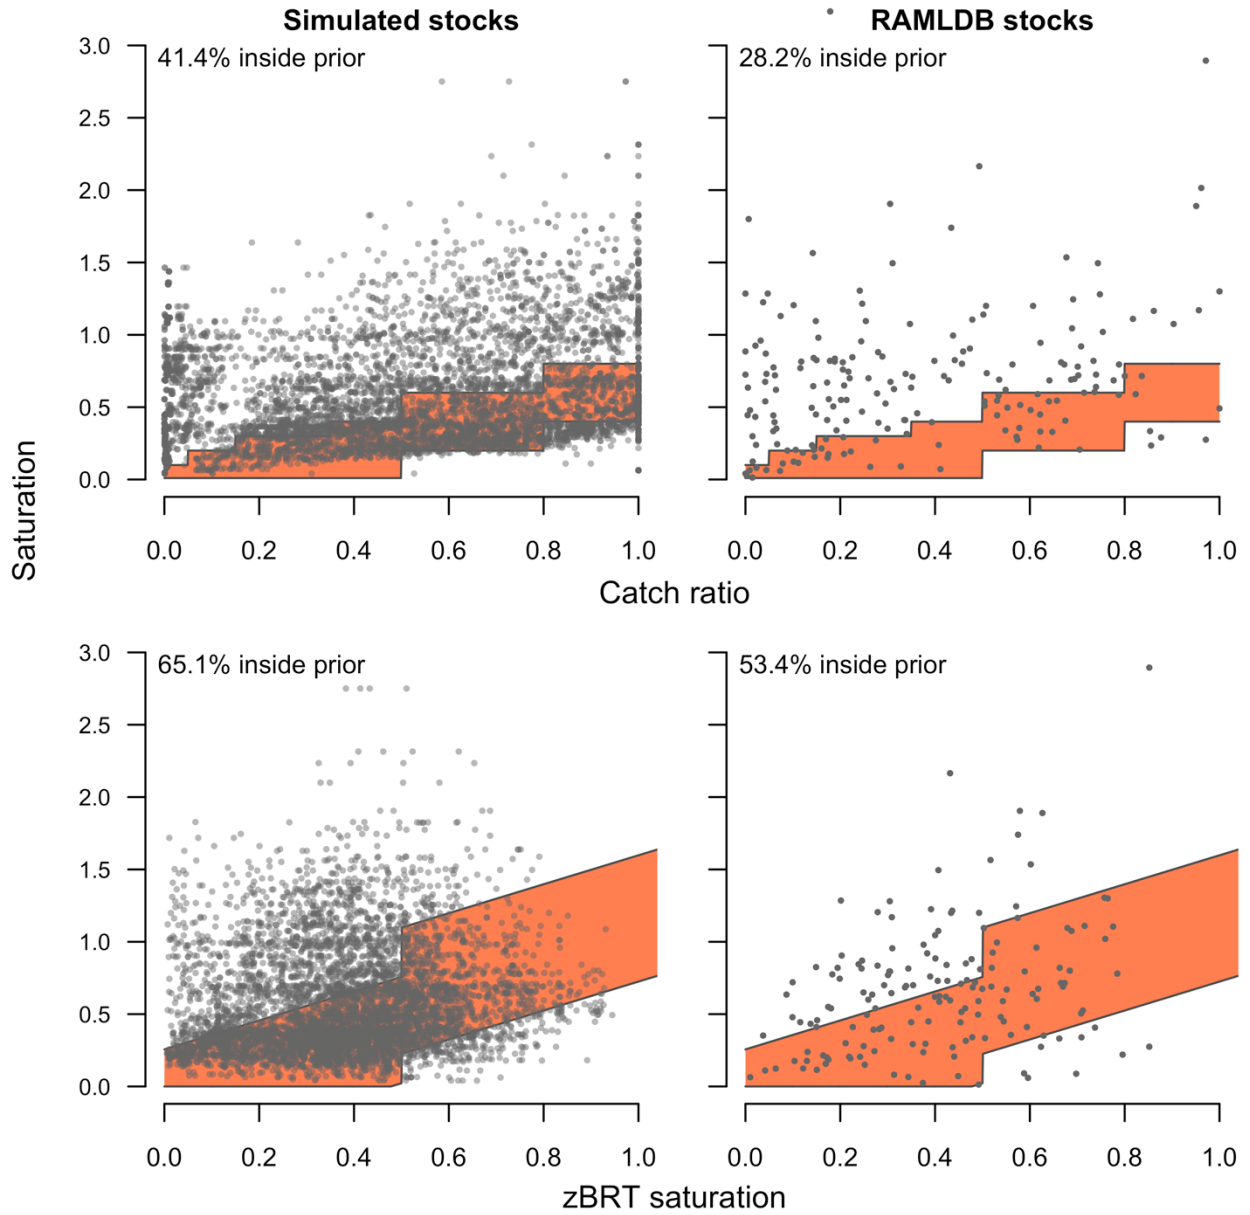 Simulated stocks
RAMLDB stocks
Saturation
3.0
2.5
2.0
1.5
1.0
0.5
0.0
41.4% inside prior
0.0 0.2 0.4 0.6 0.8 1.0
28.2% inside prior
0.0 0.2 0.4 0.6 0.8 1.0
Catch ratio
3.0
2.5
2.0
1.5
1.0
0.5
0.0
65.1% inside prior
0.0 0.2 0.4 0.6 0.8 1.0
53.4% inside prior
0.0 0.2 0.4 0.6 0.8 1.0
zBRT saturation